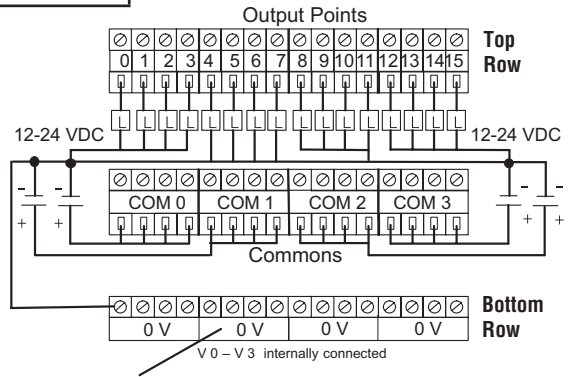 Output Points
Top
Row
0 1 2 3 4 5 6 7 8 9 10 11 12 13 14 15
L L L L L L L L L L L L L L L L
12-24 VDC 12-24 VDC
- - - -
COM 0 COM 1 COM 2 COM 3
+ + + +
Commons
Bottom
Row
0 V 0 V 0 V 0 V
V 0 – V 3 internally connected